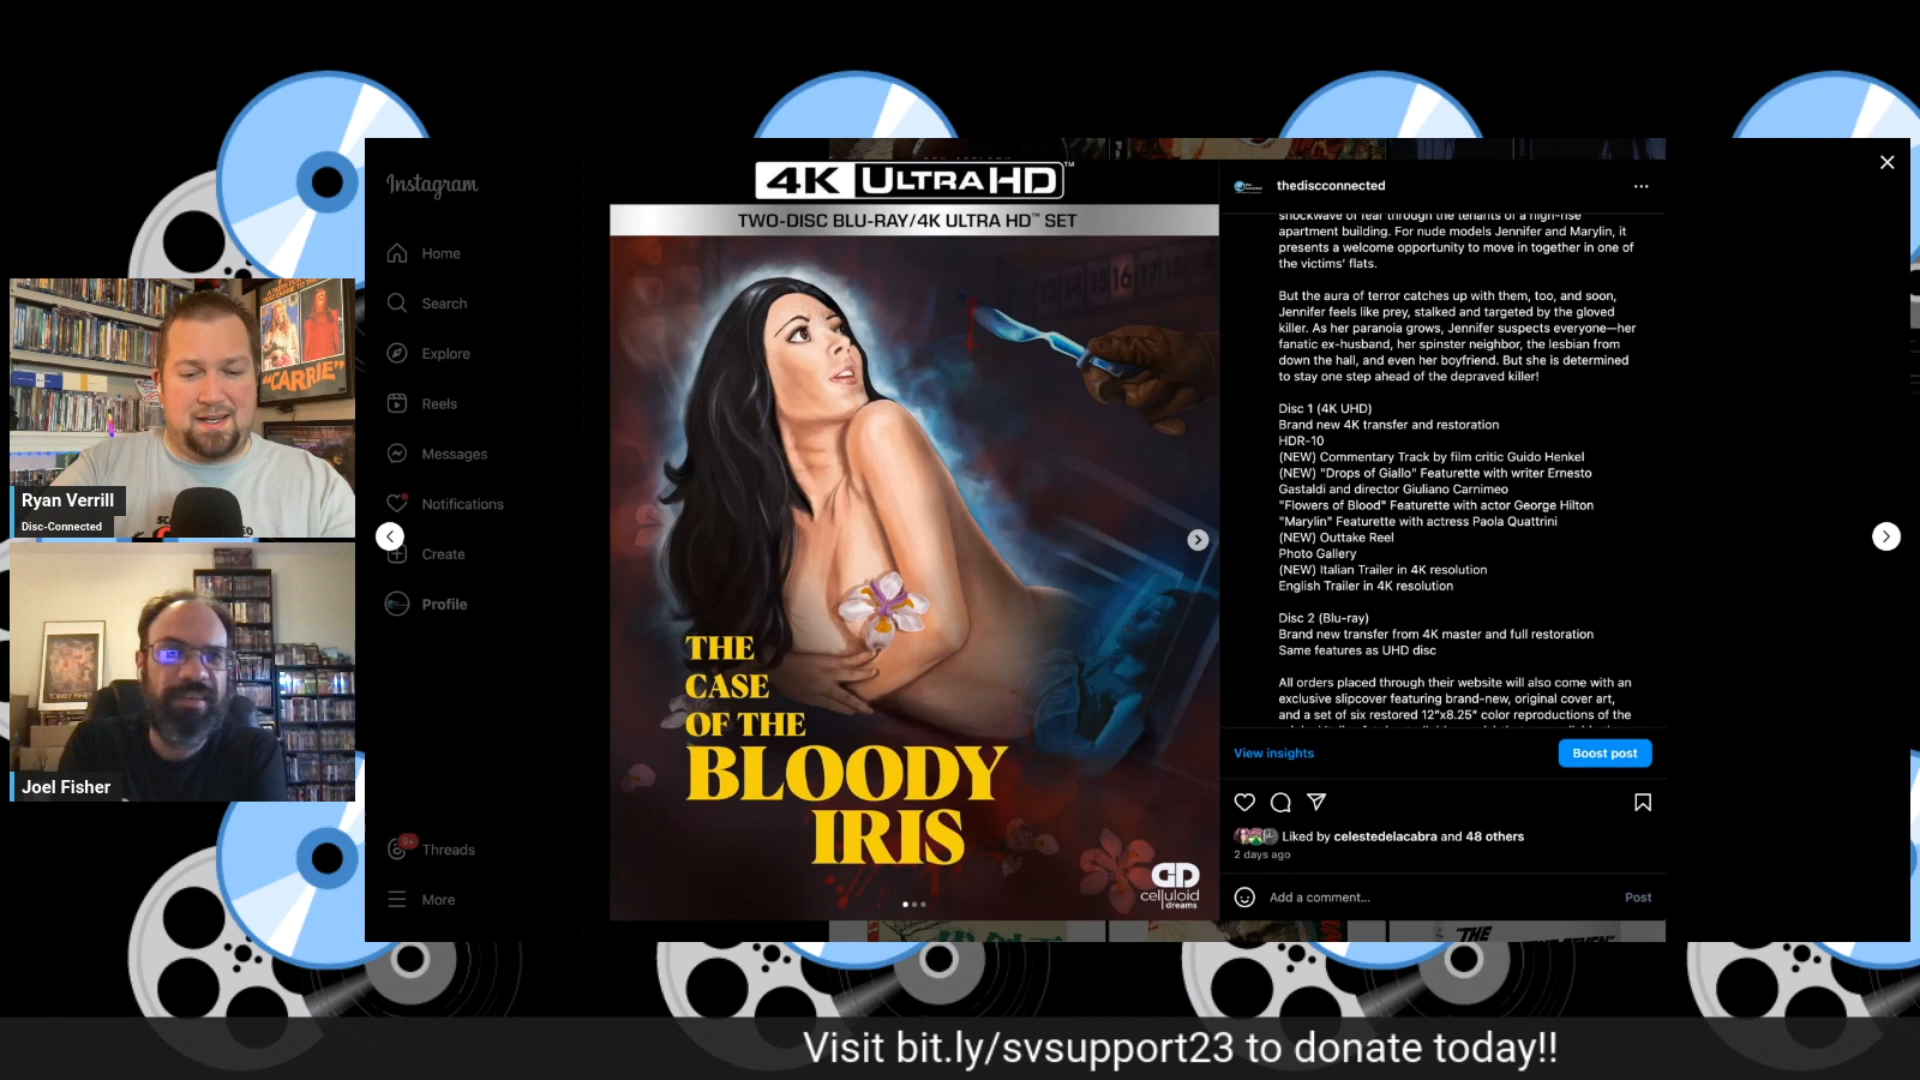 Instagram
Home
Search
Explore
Reels
Messages
Notifications
Create
Profile
9+
Threads
More
4K ULTRA HD™
TWO-DISC BLU-RAY/4K ULTRA HD™ SET
16
THE
CASE
OF THE
BLOODY
IRIS
celluloid
dreams
thediscconnected
shockwave of fear through the tenants of a high-rise
apartment building. For nude models Jennifer and Marylin, it
presents a welcome opportunity to move in together in one of
the victims' flats.
But the aura of terror catches up with them, too, and soon,
Jennifer feels like prey, stalked and targeted by the gloved
killer. As her paranoia grows, Jennifer suspects everyone—her
fanatic ex-husband, her spinster neighbor, the lesbian from
down the hall, and even her boyfriend. But she is determined
to stay one step ahead of the depraved killer!
Disc 1 (4K UHD)
Brand new 4K transfer and restoration
HDR-10
(NEW) Commentary Track by film critic Guido Henkel
(NEW) "Drops of Giallo" Featurette with writer Ernesto
Gastaldi and director Giuliano Carnimeo
"Flowers of Blood" Featurette with actor George Hilton
"Marylin" Featurette with actress Paola Quattrini
(NEW) Outtake Reel
Photo Gallery
(NEW) Italian Trailer in 4K resolution
English Trailer in 4K resolution
Disc 2 (Blu-ray)
Brand new transfer from 4K master and full restoration
Same features as UHD disc
All orders placed through their website will also come with an
exclusive slipcover featuring brand-new, original cover art,
and a set of six restored 12"x8.25" color reproductions of the
View insights
Boost post
Liked by celestedelacabra and 48 others
2 days ago
Add a comment...
Post
THE
"CARRIE"
Ryan Verrill
Disc-Connected
Joel Fisher
Visit bit.ly/svsupport23 to donate today!!